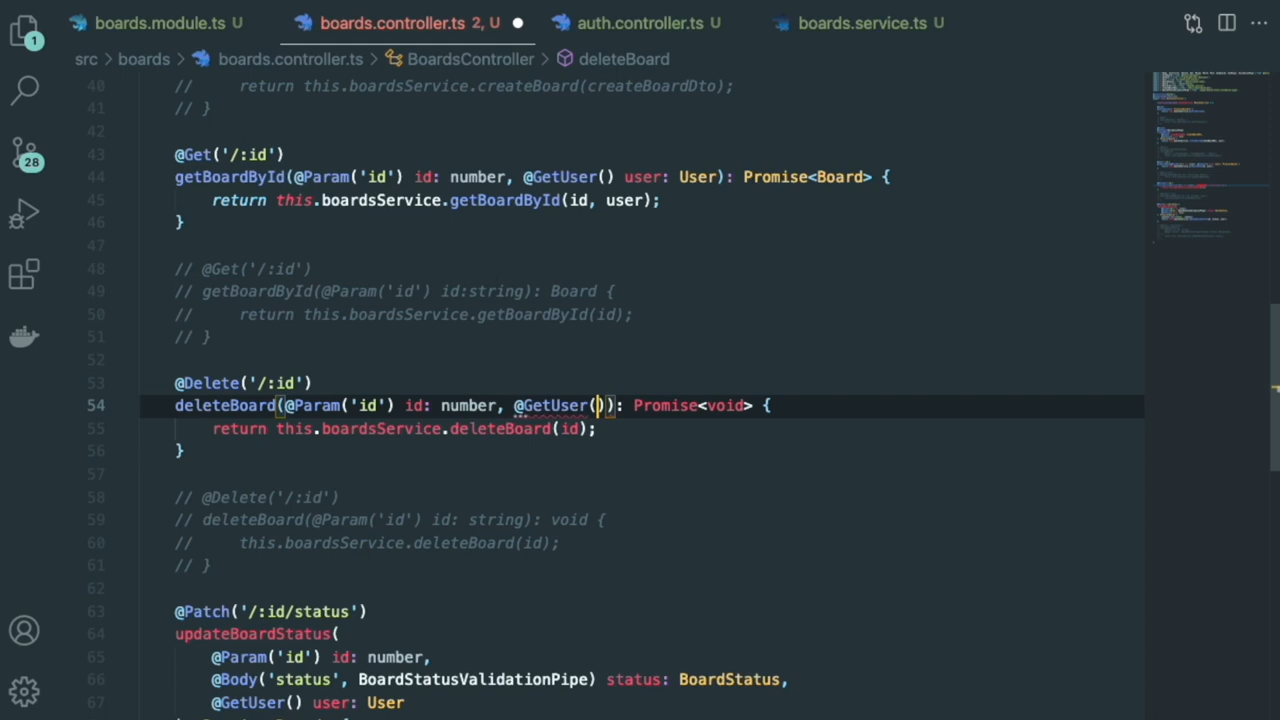 boards.module.ts U
boards.controller.ts 2, U
auth.controller.ts U
boards.service.ts U
src > boards > boards.controller.ts > BoardsController > deleteBoard
1
28
40 //     return this.boardsService.createBoard(createBoardDto);
41 // }
42
43 @Get('/:id')
44 getBoardById(@Param('id') id: number, @GetUser() user: User): Promise<Board> {
45     return this.boardsService.getBoardById(id, user);
46 }
47
48 // @Get('/:id')
49 // getBoardById(@Param('id') id:string): Board {
50 //     return this.boardsService.getBoardById(id);
51 // }
52
53 @Delete('/:id')
54 deleteBoard(@Param('id') id: number, @GetUser()): Promise<void> {
55     return this.boardsService.deleteBoard(id);
56 }
57
58 // @Delete('/:id')
59 // deleteBoard(@Param('id') id: string): void {
60 //     this.boardsService.deleteBoard(id);
61 // }
62
63 @Patch('/:id/status')
64 updateBoardStatus(
65     @Param('id') id: number,
66     @Body('status', BoardStatusValidationPipe) status: BoardStatus,
67     @GetUser() user: User